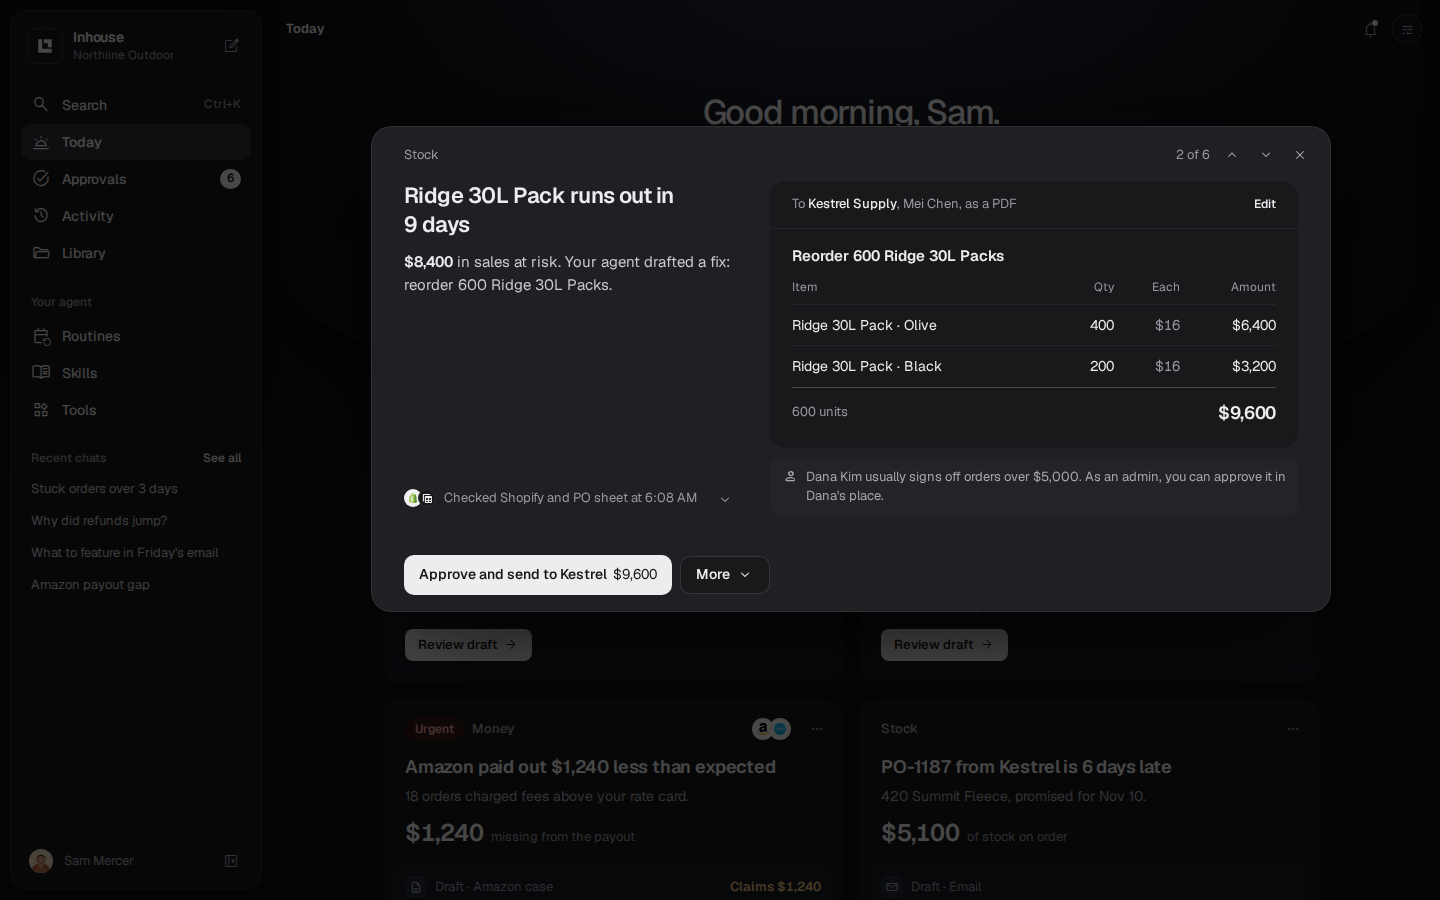 Inhouse
Northline Outdoor
Search Ctrl+K
Today
Approvals 6
Activity
Library
Your agent
Routines
Skills
Tools
Recent chats See all
Stuck orders over 3 days
Why did refunds jump?
What to feature in Friday's email
Amazon payout gap
Sam Mercer
Today
Good morning, Sam.
Stock 2 of 6
Ridge 30L Pack runs out in
9 days
$8,400 in sales at risk. Your agent drafted a fix:
reorder 600 Ridge 30L Packs.
Checked Shopify and PO sheet at 6:08 AM
To Kestrel Supply, Mei Chen, as a PDF Edit
Reorder 600 Ridge 30L Packs
Item Qty Each Amount
Ridge 30L Pack · Olive 400 $16 $6,400
Ridge 30L Pack · Black 200 $16 $3,200
600 units $9,600
Dana Kim usually signs off orders over $5,000. As an admin, you can approve it in
Dana's place.
Approve and send to Kestrel $9,600 More
Review draft
Review draft
Urgent Money
Amazon paid out $1,240 less than expected
18 orders charged fees above your rate card.
$1,240 missing from the payout
Draft · Amazon case Claims $1,240
Stock
PO-1187 from Kestrel is 6 days late
420 Summit Fleece, promised for Nov 10.
$5,100 of stock on order
Draft · Email